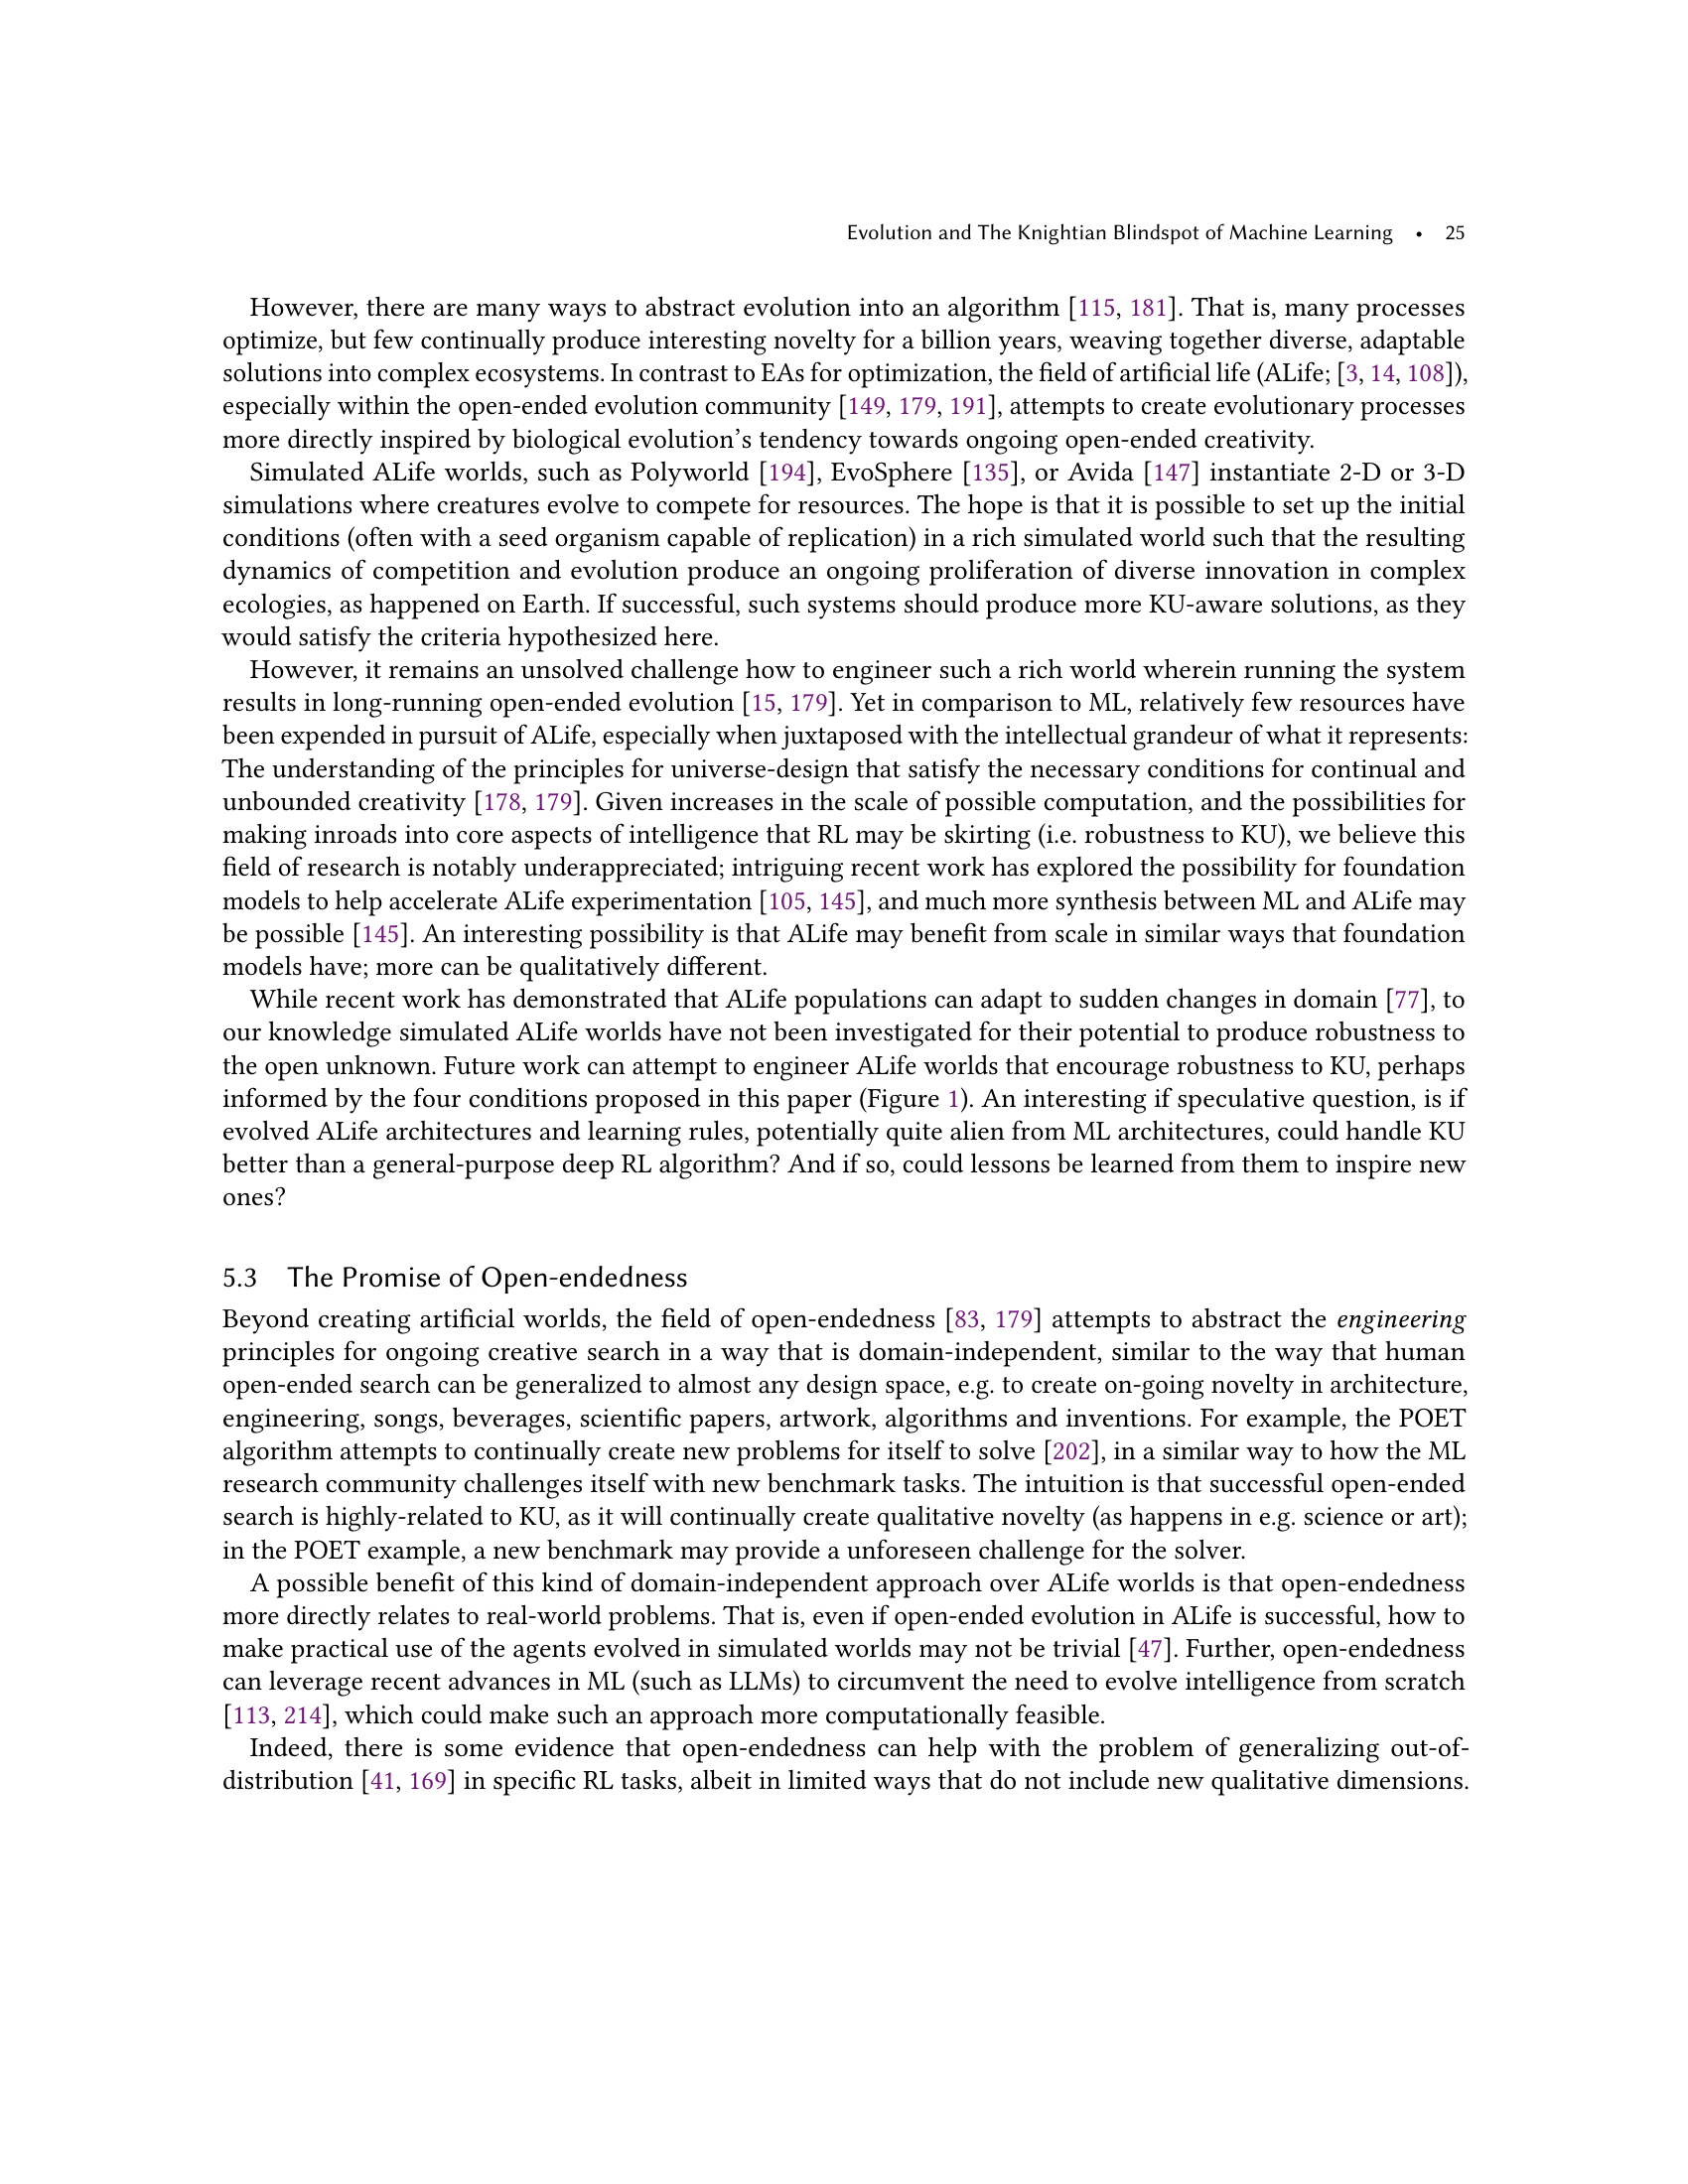 Evolution and The Knightian Blindspot of Machine Learning • 25
However, there are many ways to abstract evolution into an algorithm [115, 181]. That is, many processes
optimize, but few continually produce interesting novelty for a billion years, weaving together diverse, adaptable
solutions into complex ecosystems. In contrast to EAs for optimization, the field of artificial life (ALife; [3, 14, 108]),
especially within the open-ended evolution community [149, 179, 191], attempts to create evolutionary processes
more directly inspired by biological evolution's tendency towards ongoing open-ended creativity.
Simulated ALife worlds, such as Polyworld [194], EvoSphere [135], or Avida [147] instantiate 2-D or 3-D
simulations where creatures evolve to compete for resources. The hope is that it is possible to set up the initial
conditions (often with a seed organism capable of replication) in a rich simulated world such that the resulting
dynamics of competition and evolution produce an ongoing proliferation of diverse innovation in complex
ecologies, as happened on Earth. If successful, such systems should produce more KU-aware solutions, as they
would satisfy the criteria hypothesized here.
However, it remains an unsolved challenge how to engineer such a rich world wherein running the system
results in long-running open-ended evolution [15, 179]. Yet in comparison to ML, relatively few resources have
been expended in pursuit of ALife, especially when juxtaposed with the intellectual grandeur of what it represents:
The understanding of the principles for universe-design that satisfy the necessary conditions for continual and
unbounded creativity [178, 179]. Given increases in the scale of possible computation, and the possibilities for
making inroads into core aspects of intelligence that RL may be skirting (i.e. robustness to KU), we believe this
field of research is notably underappreciated; intriguing recent work has explored the possibility for foundation
models to help accelerate ALife experimentation [105, 145], and much more synthesis between ML and ALife may
be possible [145]. An interesting possibility is that ALife may benefit from scale in similar ways that foundation
models have; more can be qualitatively different.
While recent work has demonstrated that ALife populations can adapt to sudden changes in domain [77], to
our knowledge simulated ALife worlds have not been investigated for their potential to produce robustness to
the open unknown. Future work can attempt to engineer ALife worlds that encourage robustness to KU, perhaps
informed by the four conditions proposed in this paper (Figure 1). An interesting if speculative question, is if
evolved ALife architectures and learning rules, potentially quite alien from ML architectures, could handle KU
better than a general-purpose deep RL algorithm? And if so, could lessons be learned from them to inspire new
ones?
5.3 The Promise of Open-endedness
Beyond creating artificial worlds, the field of open-endedness [83, 179] attempts to abstract the engineering
principles for ongoing creative search in a way that is domain-independent, similar to the way that human
open-ended search can be generalized to almost any design space, e.g. to create on-going novelty in architecture,
engineering, songs, beverages, scientific papers, artwork, algorithms and inventions. For example, the POET
algorithm attempts to continually create new problems for itself to solve [202], in a similar way to how the ML
research community challenges itself with new benchmark tasks. The intuition is that successful open-ended
search is highly-related to KU, as it will continually create qualitative novelty (as happens in e.g. science or art);
in the POET example, a new benchmark may provide a unforeseen challenge for the solver.
A possible benefit of this kind of domain-independent approach over ALife worlds is that open-endedness
more directly relates to real-world problems. That is, even if open-ended evolution in ALife is successful, how to
make practical use of the agents evolved in simulated worlds may not be trivial [47]. Further, open-endedness
can leverage recent advances in ML (such as LLMs) to circumvent the need to evolve intelligence from scratch
[113, 214], which could make such an approach more computationally feasible.
Indeed, there is some evidence that open-endedness can help with the problem of generalizing out-of-
distribution [41, 169] in specific RL tasks, albeit in limited ways that do not include new qualitative dimensions.